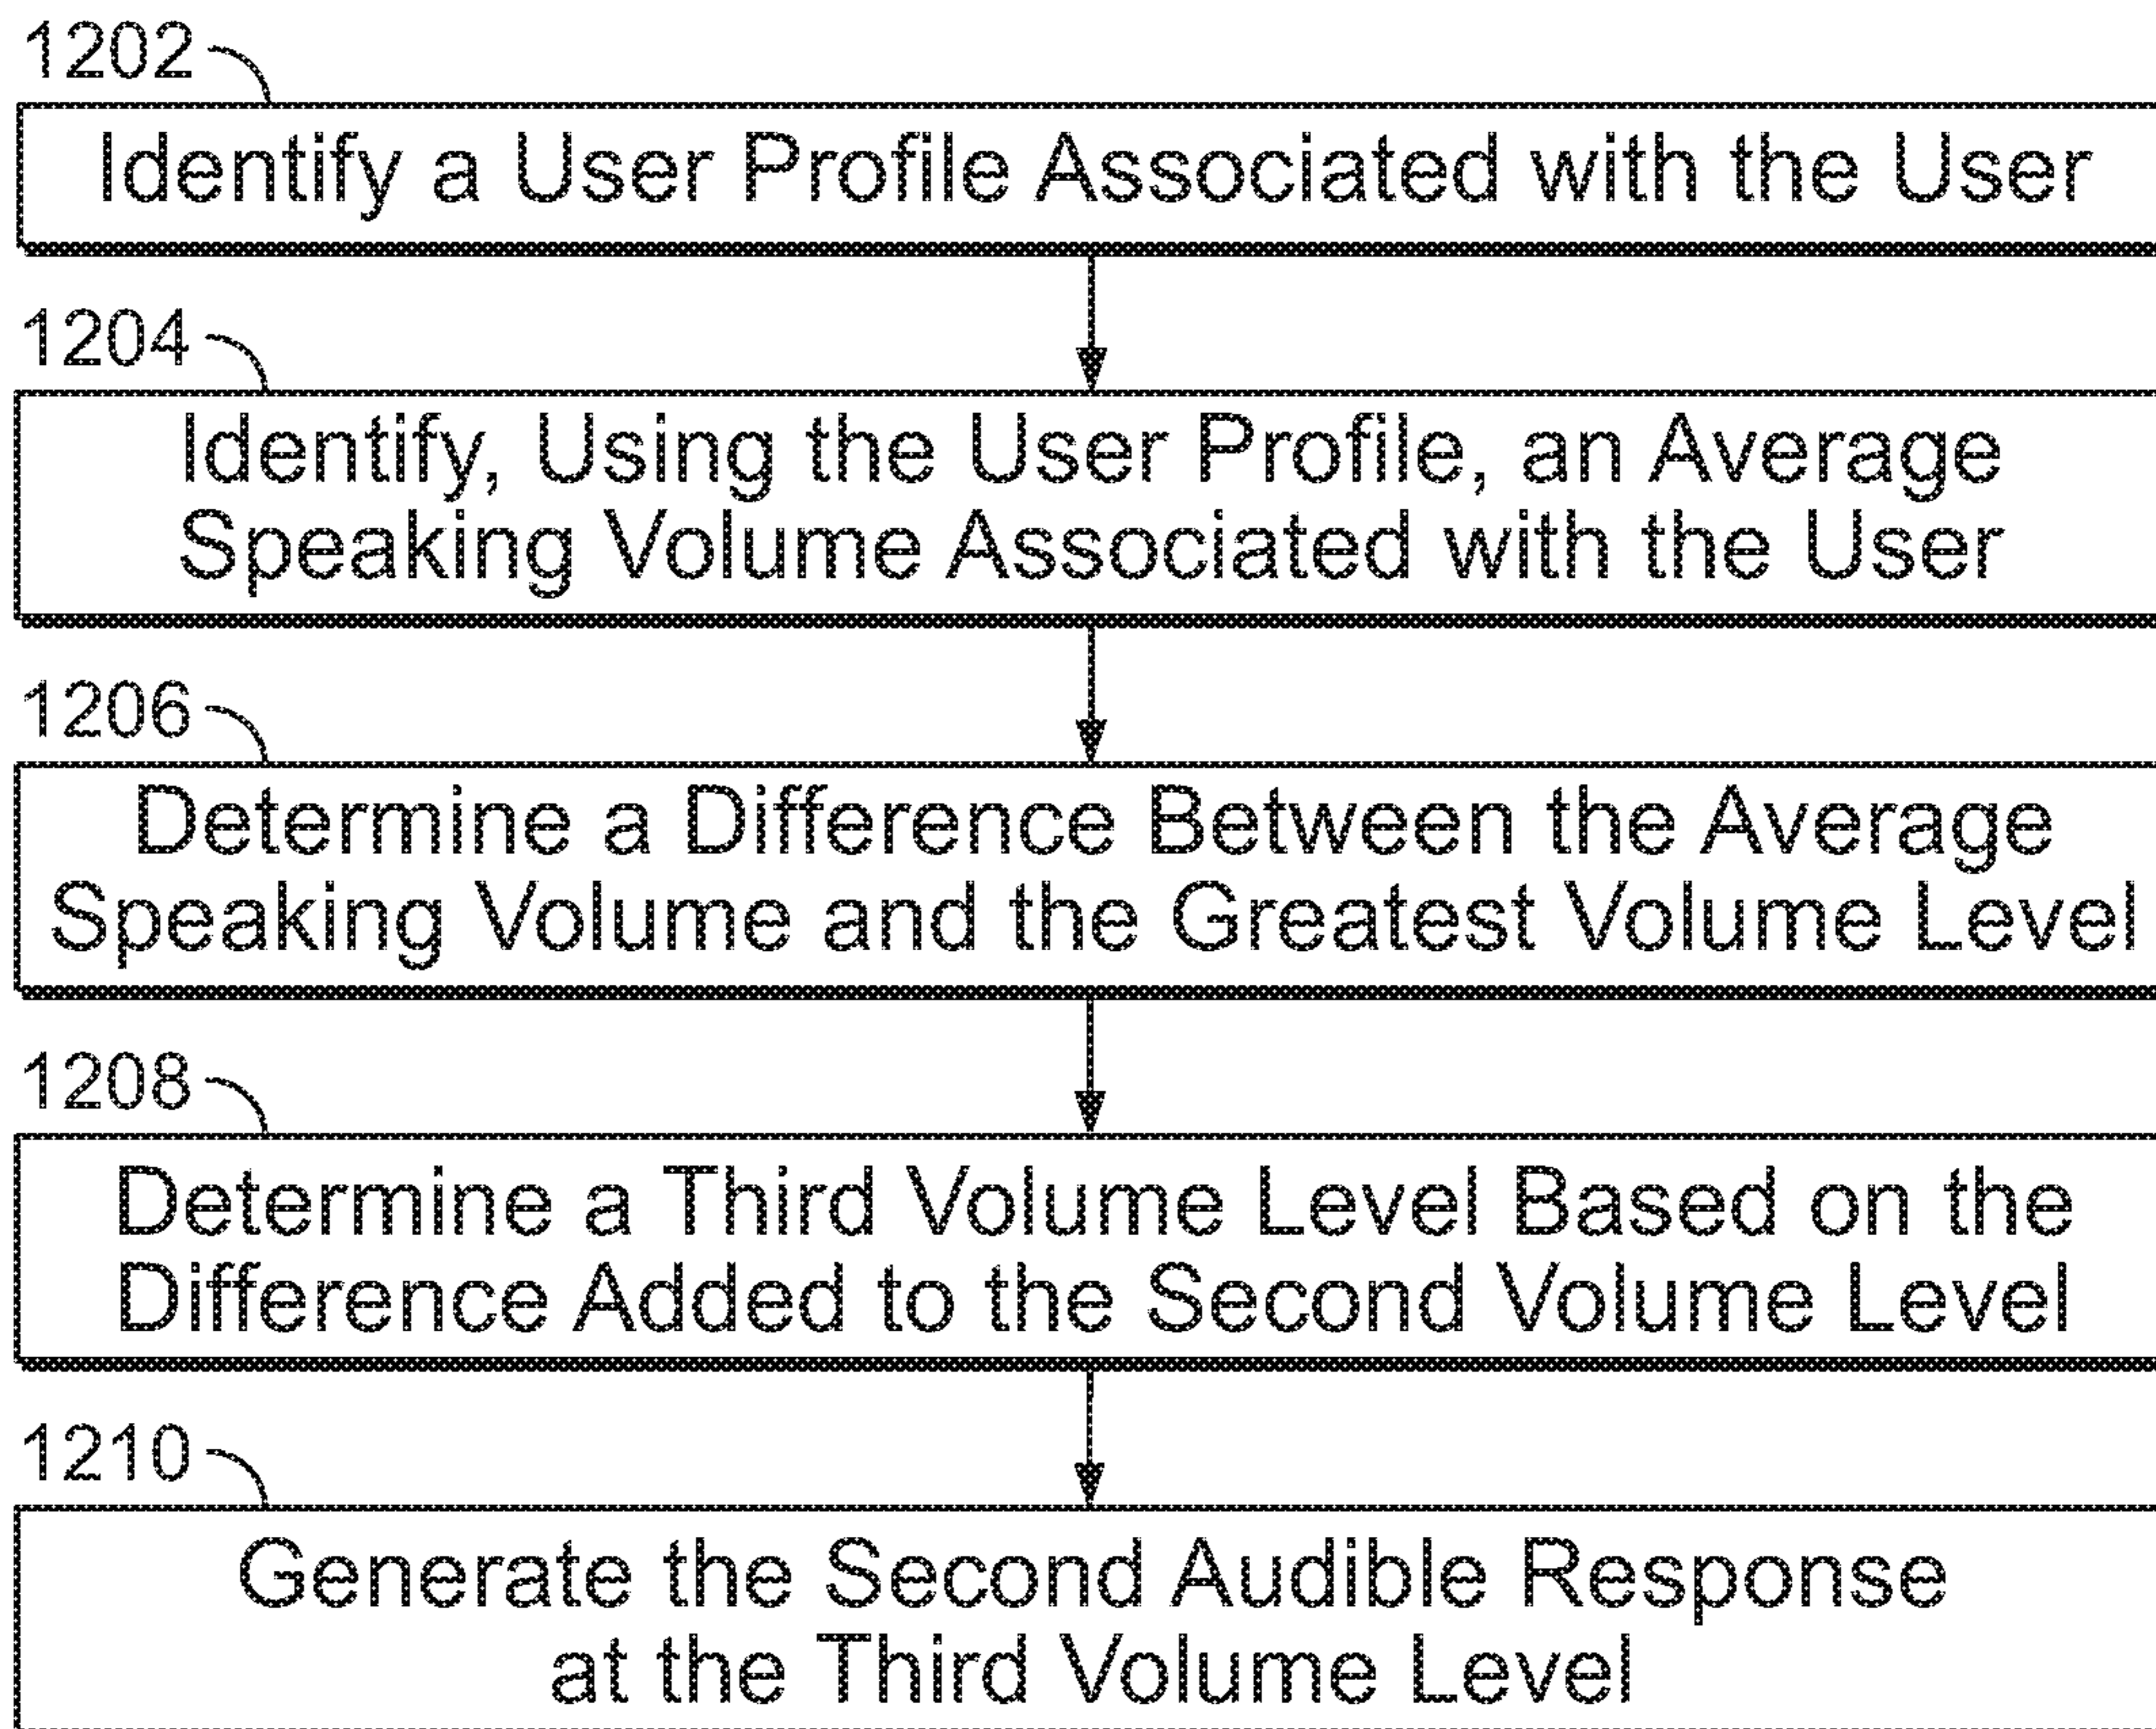 1202
Identify a User Profile Associated with the User
1204
Identify, Using the User Profile, an Average
Speaking Volume Associated with the User
1206
Determine a Difference Between the Average
Speaking Volume and the Greatest Volume Level
1208
Determine a Third Volume Level Based on the
Difference Added to the Second Volume Level
1210
Generate the Second Audible Response
at the Third Volume Level